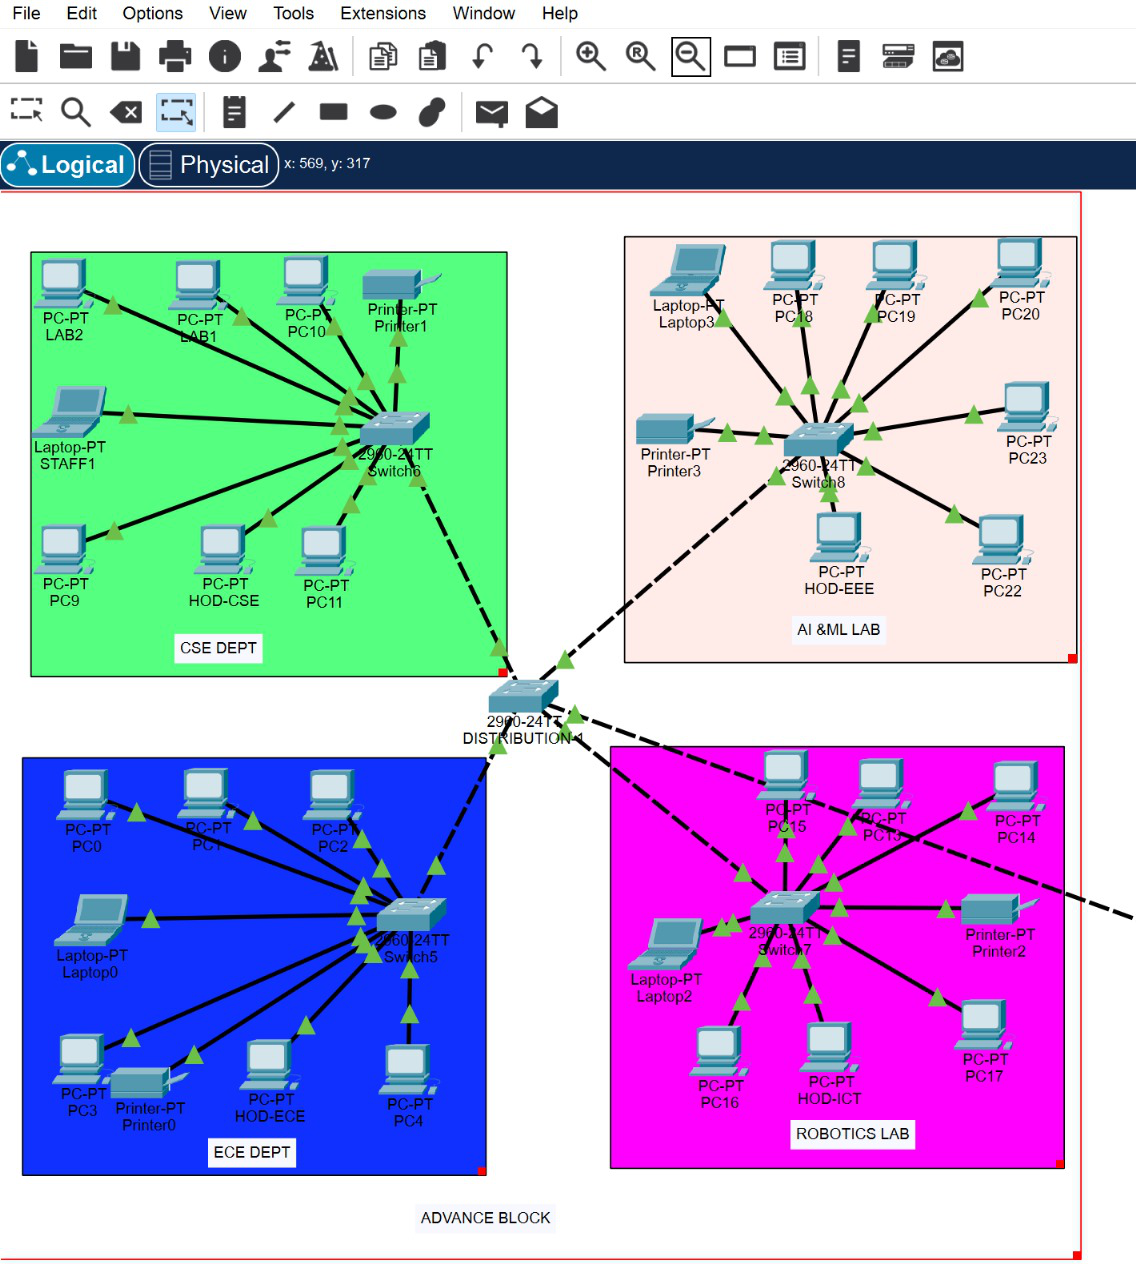 File Edit Options View Tools Extensions Window Help
Logical Physical x: 569, y: 317
PC-PT
LAB2
PC-PT
LAB1
PC-PT
PC10
Printer-PT
Printer1
Laptop-PT
STAFF1
2960-24TT
Switch6
PC-PT
PC9
PC-PT
HOD-CSE
PC-PT
PC11
CSE DEPT
Laptop-PT
Laptop3
PC-PT
PC18
PC-PT
PC19
PC-PT
PC20
Printer-PT
Printer3
2960-24TT
Switch8
PC-PT
PC23
PC-PT
HOD-EEE
PC-PT
PC22
AI &ML LAB
2960-24TT
DISTRIBUTION-1
PC-PT
PC0
PC-PT
PC1
PC-PT
PC2
Laptop-PT
Laptop0
2960-24TT
Switch5
PC-PT
PC3
Printer-PT
Printer0
PC-PT
HOD-ECE
PC-PT
PC4
ECE DEPT
PC-PT
PC15
PC-PT
PC13
PC-PT
PC14
Laptop-PT
Laptop2
2960-24TT
Switch7
Printer-PT
Printer2
PC-PT
PC16
PC-PT
HOD-ICT
PC-PT
PC17
ROBOTICS LAB
ADVANCE BLOCK